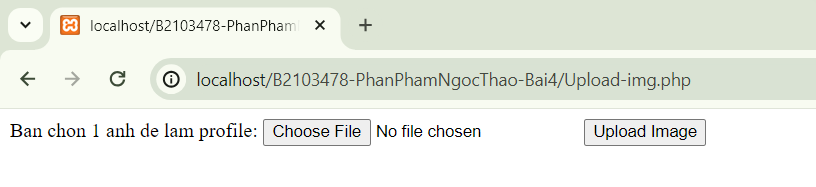 localhost/B2103478-PhanPham
localhost/B2103478-PhanPhamNgocThao-Bai4/Upload-img.php
Ban chon 1 anh de lam profile: Choose File No file chosen Upload Image